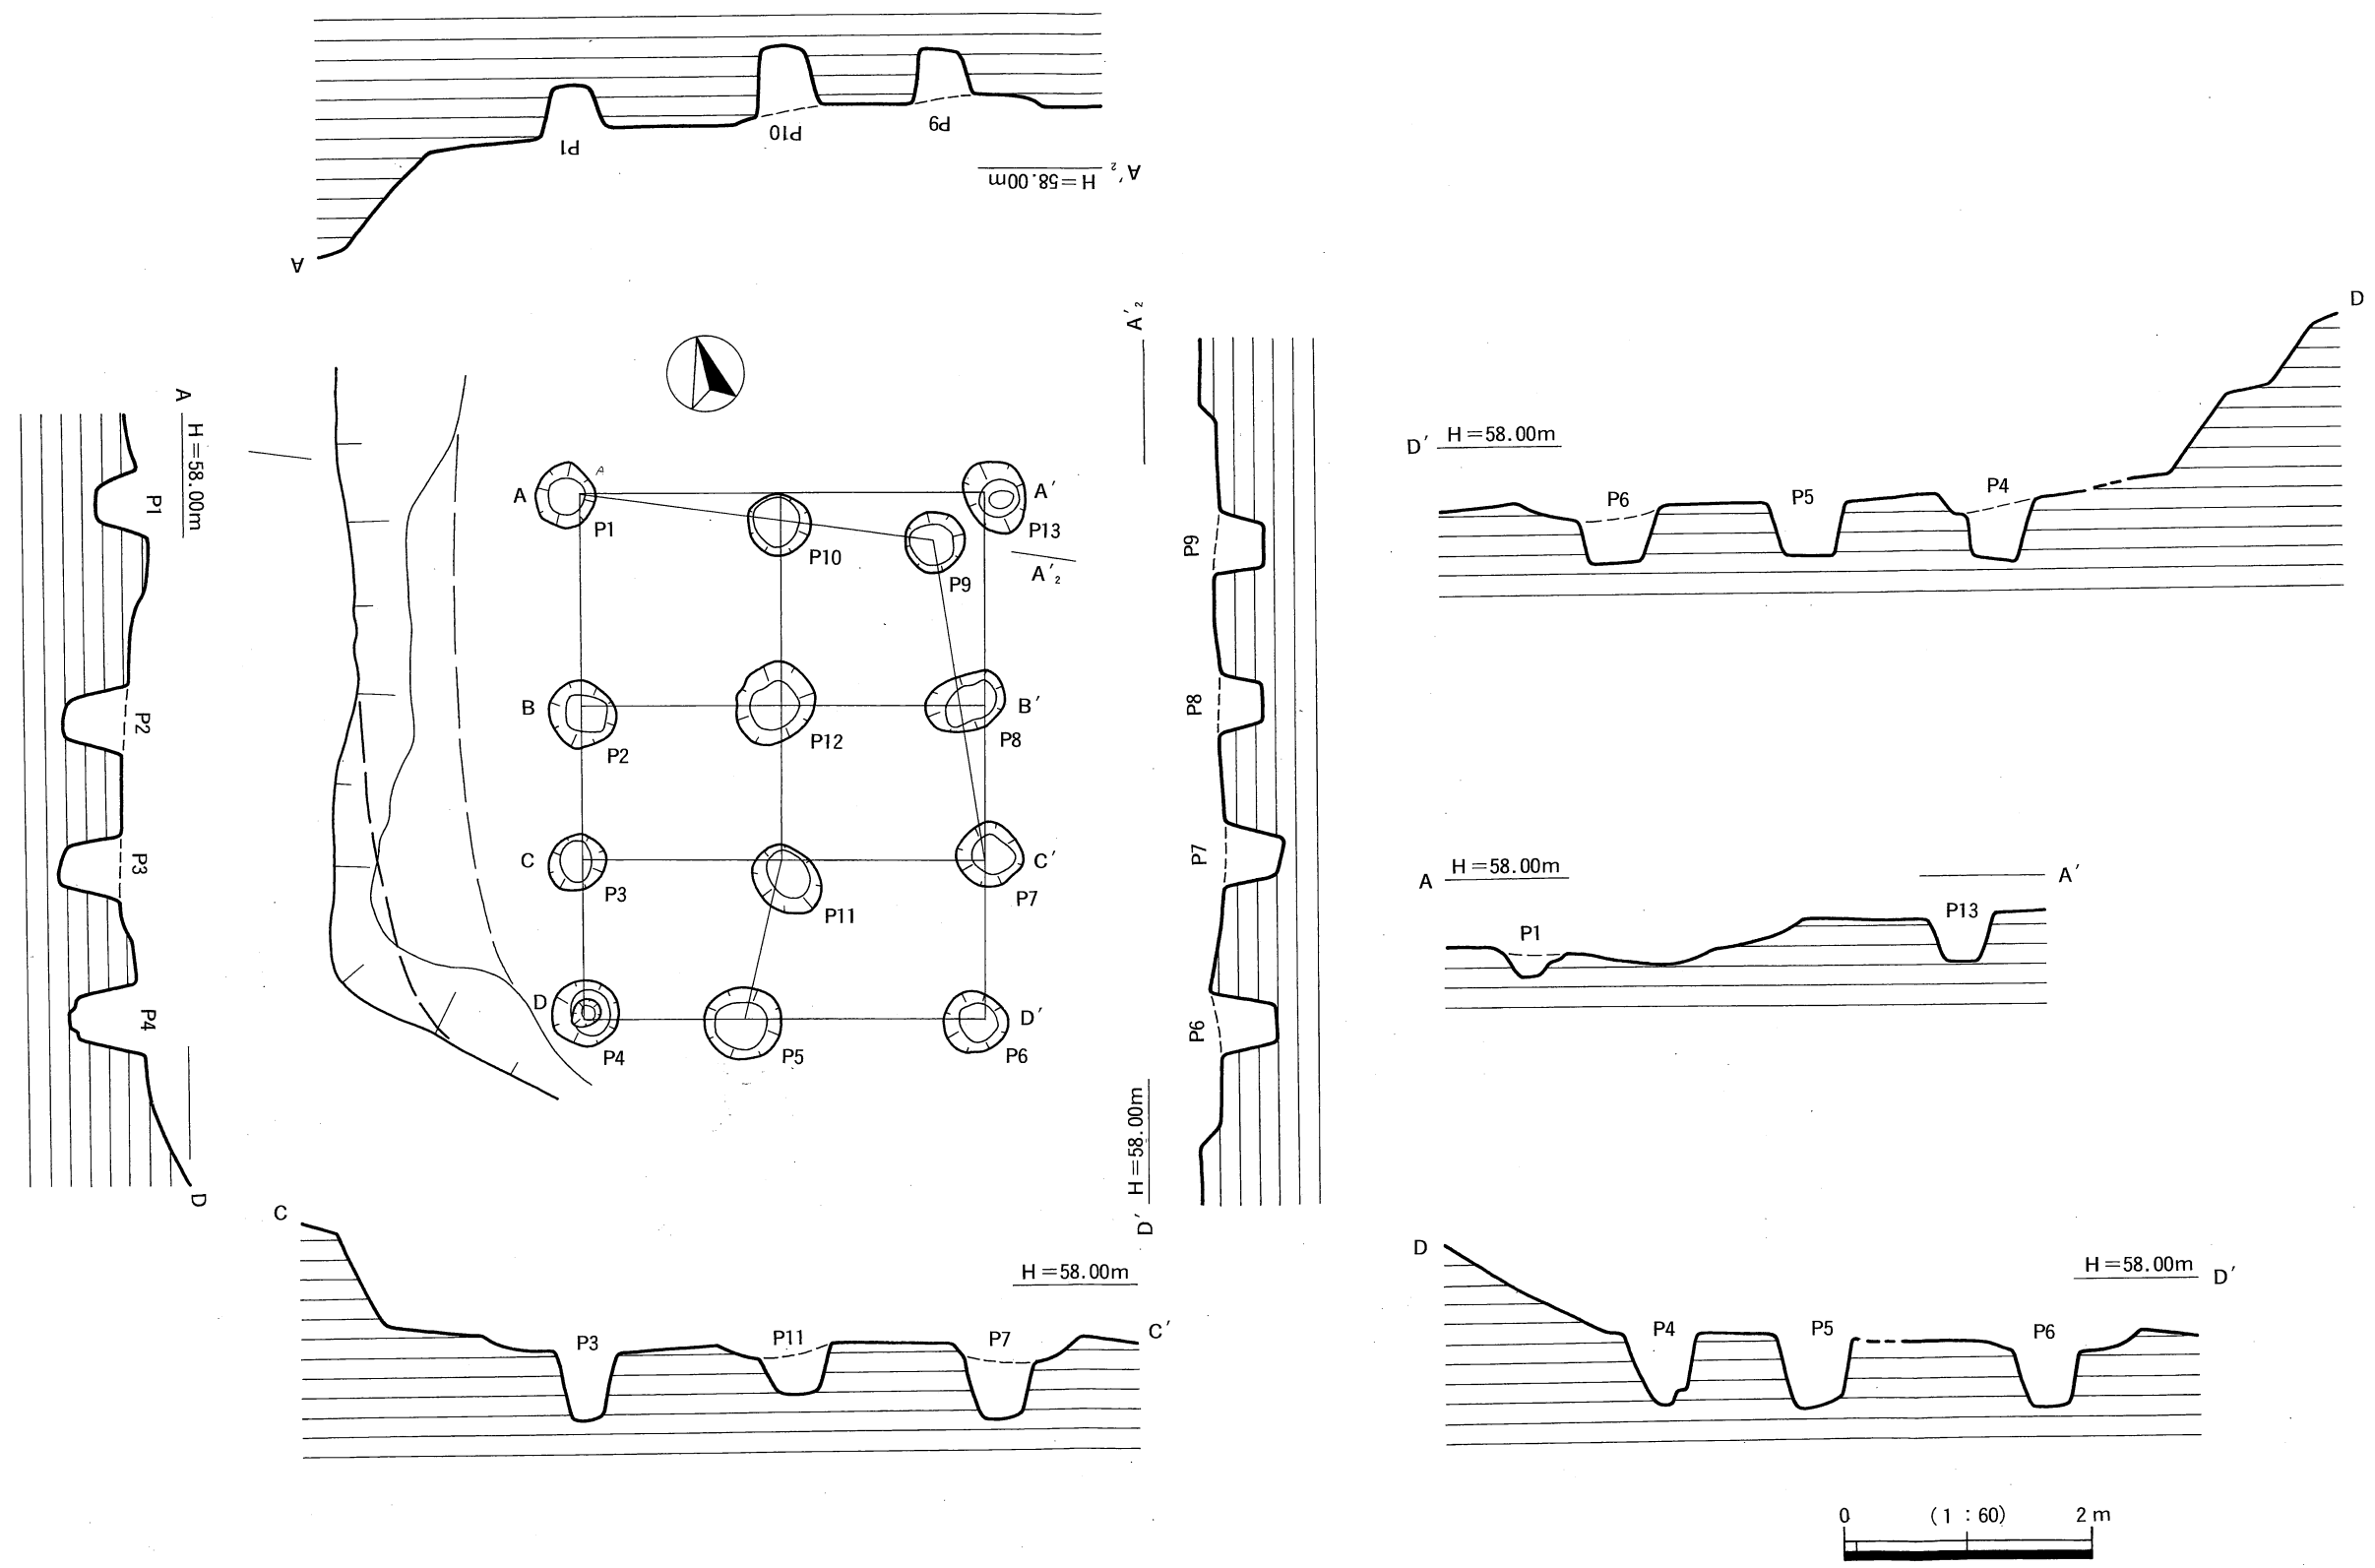 P1
P10
P9
A
A′₂
H=58.00m
A
H=58.00m
P1
P2
P3
P4
D
A′₂
A
A
P1
P10
A′
P13
A′₂
P9
B
P2
P12
B′
P8
C
P3
P11
C′
P7
D
P4
P5
D′
P6
P9
P8
P7
P6
H=58.00m
D′
D
D′ H=58.00m
P6
P5
P4
A H=58.00m
A′
P1
P13
C
H=58.00m
C′
P3
P11
P7
D
H=58.00m
D′
P4
P5
P6
0 (1 : 60) 2 m